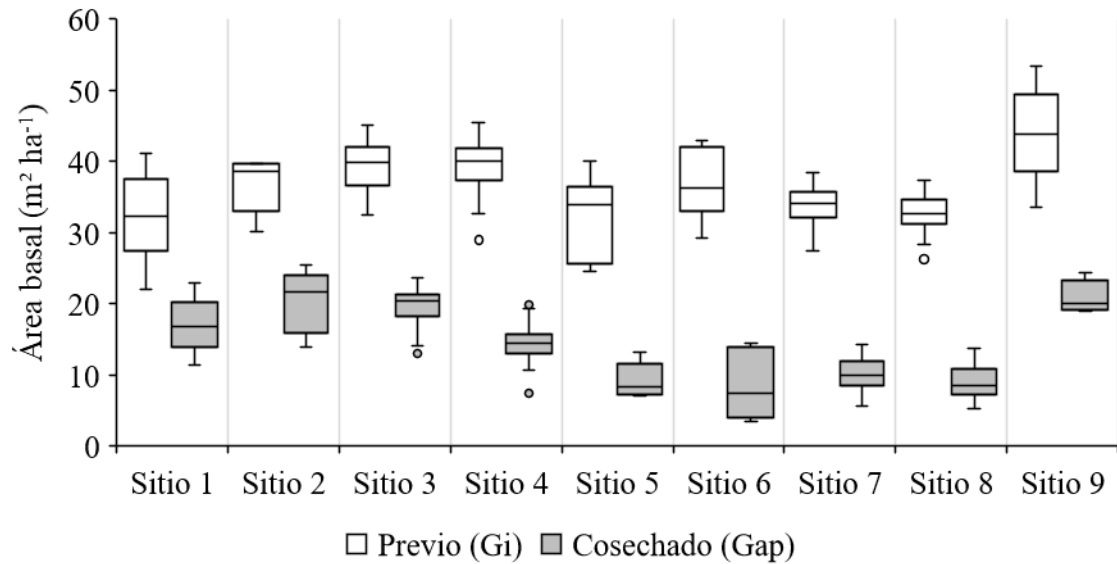 Área basal (m² ha⁻¹)
60
50
40
30
20
10
0
Sitio 1 Sitio 2 Sitio 3 Sitio 4 Sitio 5 Sitio 6 Sitio 7 Sitio 8 Sitio 9
Previo (Gi) Cosechado (Gap)